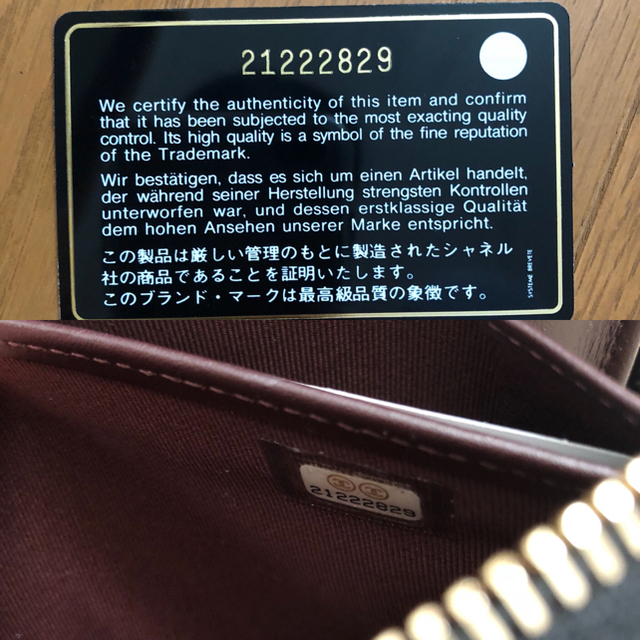 21222829
We certify the authenticity of this item and confirm
that it has been subjected to the most exacting quality
control. Its high quality is a symbol of the fine reputation
of the Trademark.
Wir bestätigen, dass es sich um einen Artikel handelt,
der während seiner Herstellung strengsten Kontrollen
unterworfen war, und dessen erstklassige Qualität
dem hohen Ansehen unserer Marke entspricht.
この製品は厳しい管理のもとに製造されたシャネル
社の商品であることを証明いたします。
このブランド・マークは最高級品質の象徴です。
SYSTEME BREVETE
21222829